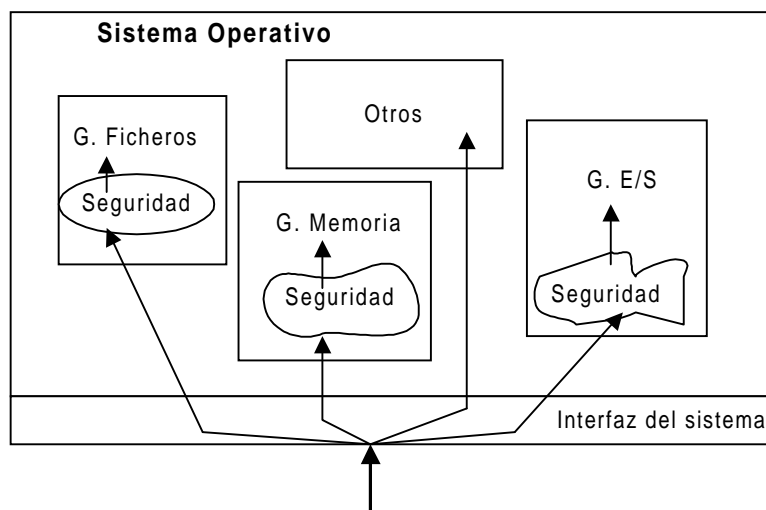 Sistema Operativo
Otros
G. Ficheros
Seguridad
G. Memoria
Seguridad
G. E/S
Seguridad
Interfaz del sistema